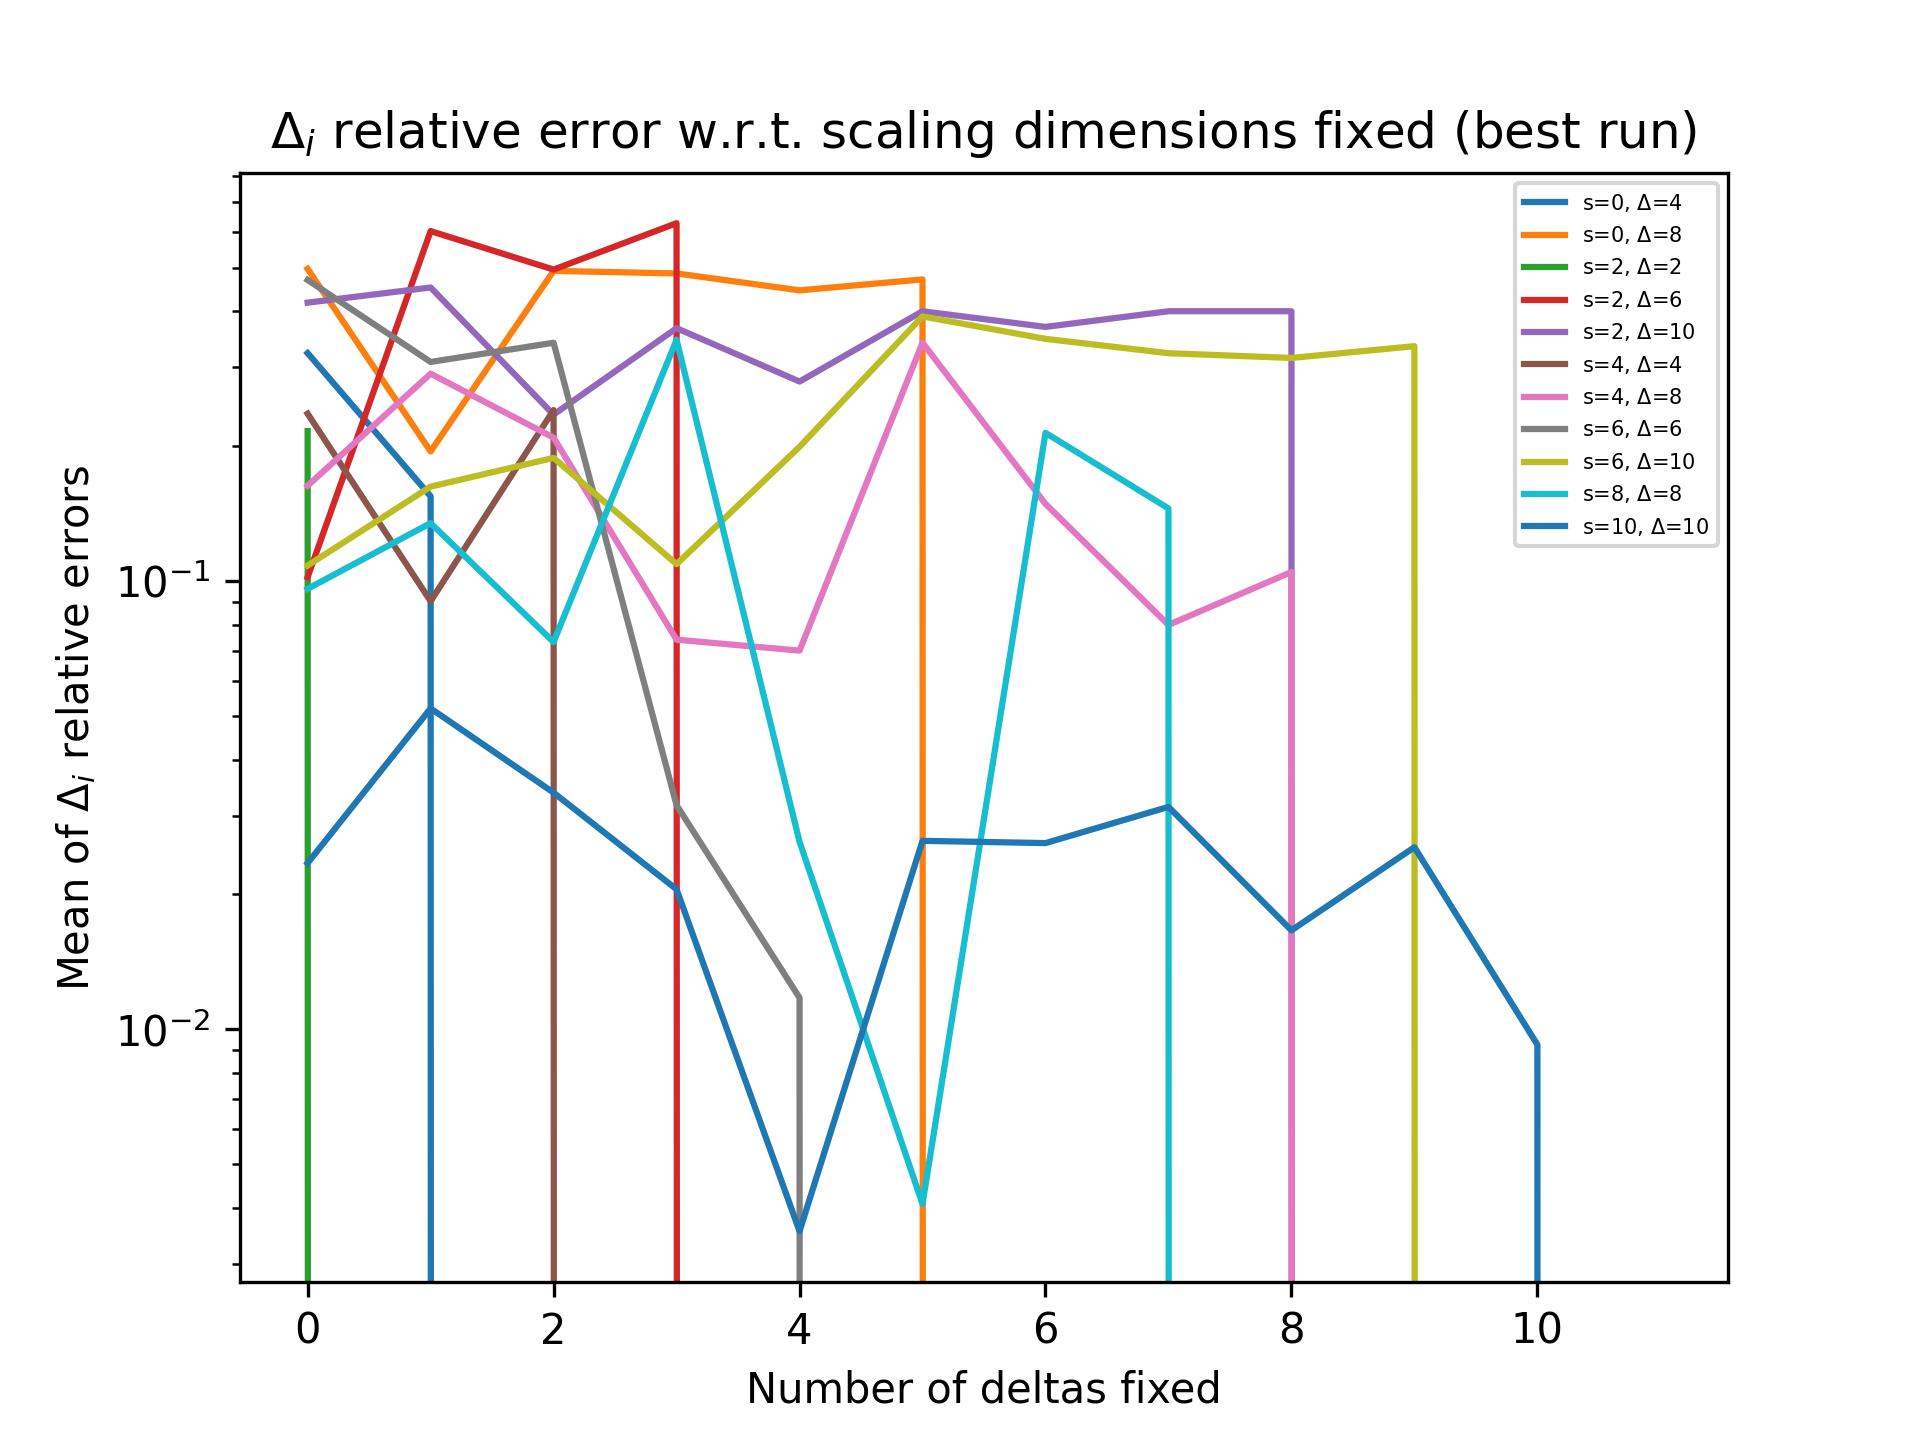 Δᵢ relative error w.r.t. scaling dimensions fixed (best run)
s=0, Δ=4
s=0, Δ=8
s=2, Δ=2
s=2, Δ=6
s=2, Δ=10
s=4, Δ=4
s=4, Δ=8
s=6, Δ=6
s=6, Δ=10
s=8, Δ=8
s=10, Δ=10
Mean of Δᵢ relative errors
10⁻¹
10⁻²
0 2 4 6 8 10
Number of deltas fixed